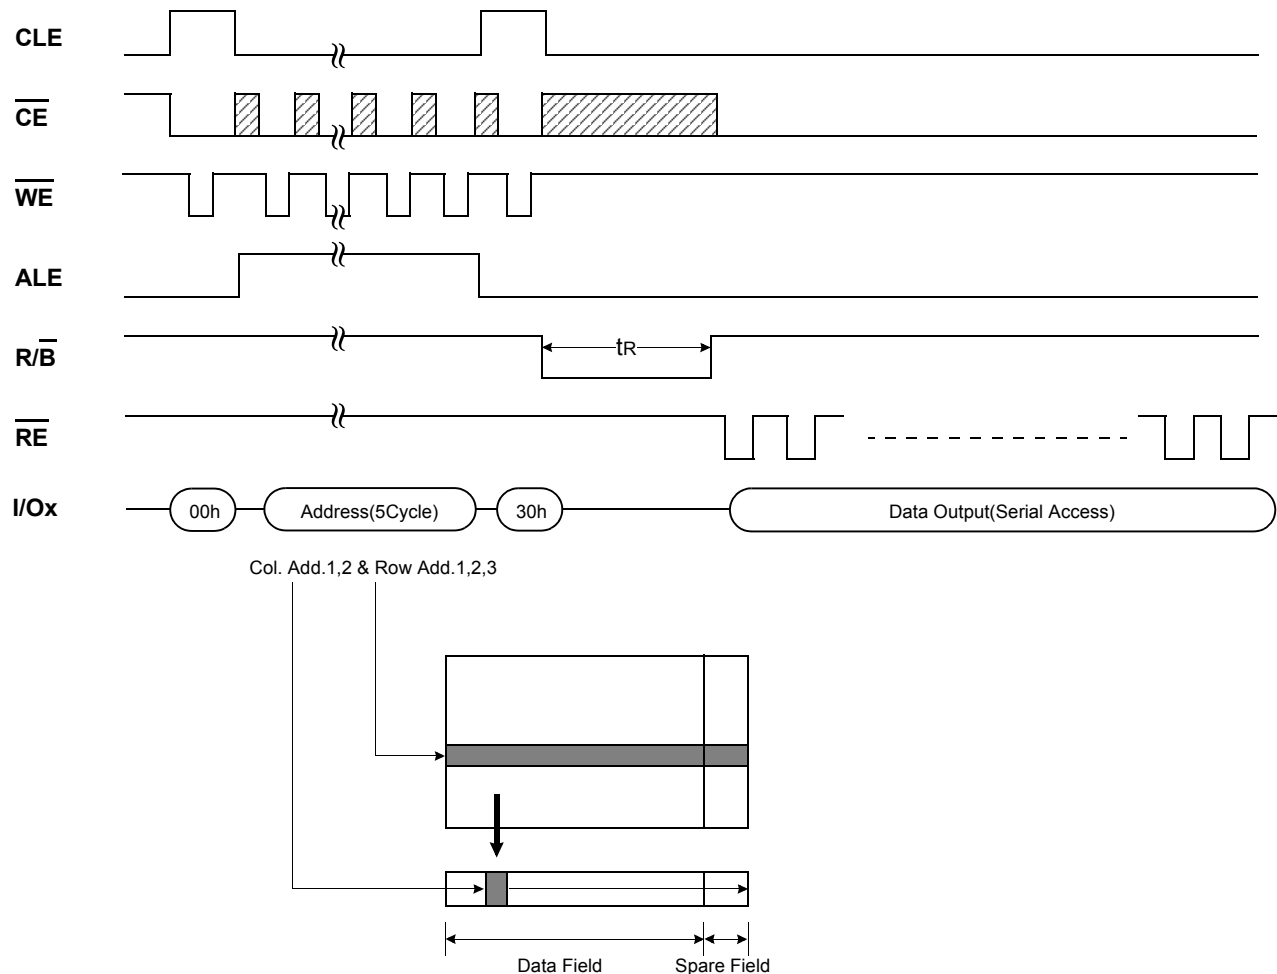 CLE
CE
WE
ALE
R/B
tR
RE
I/Ox
00h
Address(5Cycle)
30h
Data Output(Serial Access)
Col. Add.1,2 & Row Add.1,2,3
Data Field
Spare Field